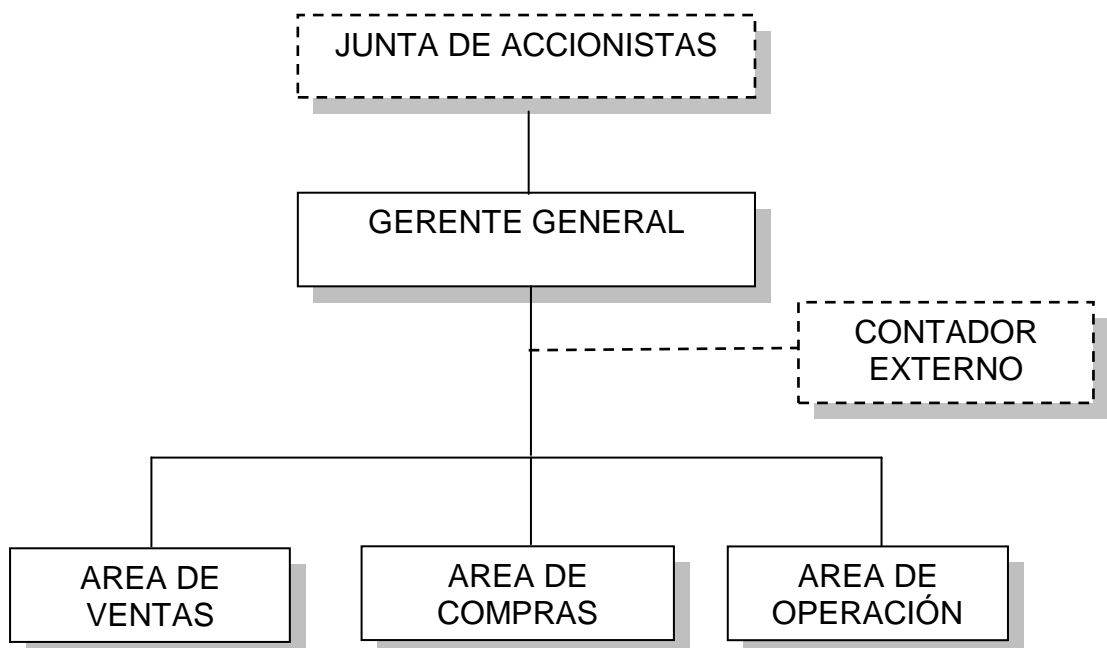 JUNTA DE ACCIONISTAS
GERENTE GENERAL
CONTADOR
EXTERNO
AREA DE
VENTAS
AREA DE
COMPRAS
AREA DE
OPERACIÓN